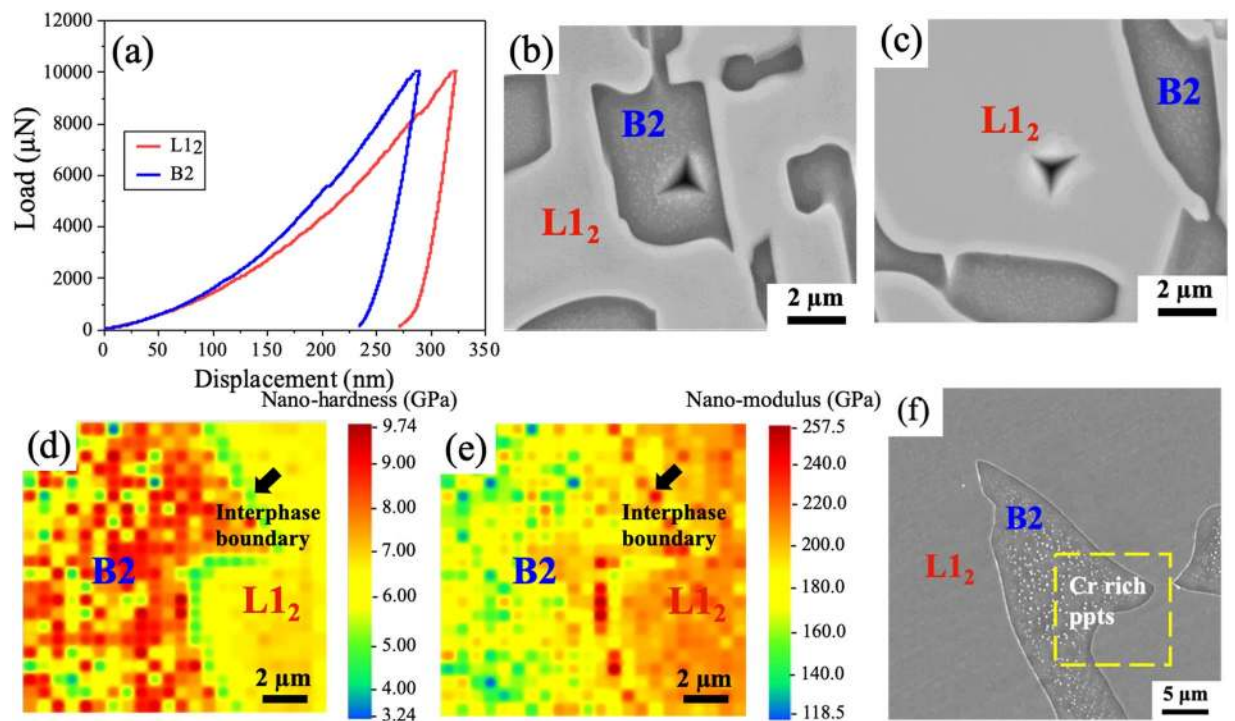 (a)
12000
10000
8000
6000
4000
2000
0
Load (μN)
L1₂
B2
0 50 100 150 200 250 300 350
Displacement (nm)
(b)
B2
L1₂
2 μm
(c)
B2
L1₂
2 μm
Nano-hardness (GPa)
(d)
Interphase
boundary
B2
L1₂
2 μm
9.74
9.00
8.00
7.00
6.00
5.00
4.00
3.24
Nano-modulus (GPa)
(e)
Interphase
boundary
B2
L1₂
2 μm
257.5
240.0
220.0
200.0
180.0
160.0
140.0
118.5
(f)
B2
L1₂
Cr rich
ppts
5 μm